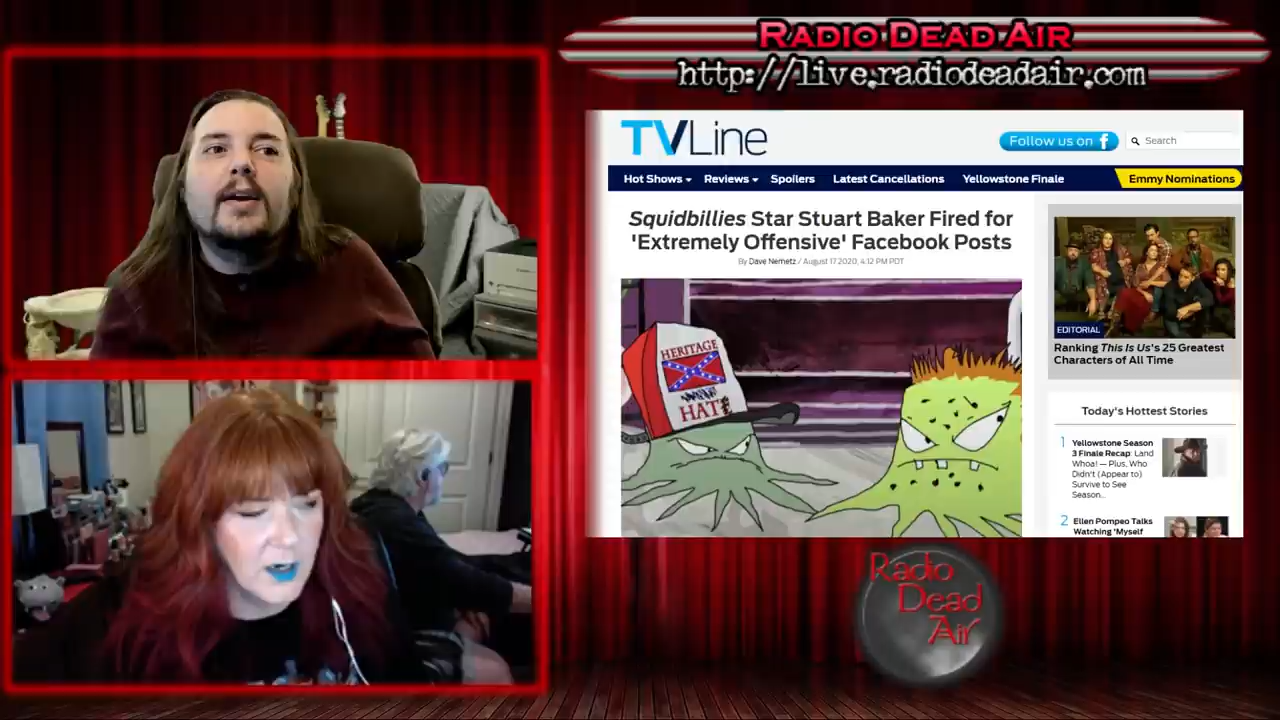 RADIO DEAD AIR
http://live.radiodeadair.com
TVLine
Follow us on f
Search
Hot Shows
Reviews
Spoilers
Latest Cancellations
Yellowstone Finale
Emmy Nominations
Squidbillies Star Stuart Baker Fired for
'Extremely Offensive' Facebook Posts
By Dave Nemetz / August 17 2020, 4:12 PM PDT
HERITAGE
HATE
EDITORIAL
Ranking This Is Us's 25 Greatest
Characters of All Time
Today's Hottest Stories
1 Yellowstone Season
3 Finale Recap: Land
Whoa! — Plus, Who
Didn't (Appear to)
Survive to See
Season...
2 Ellen Pompeo Talks
Watching 'Myself
Radio
Dead
Air